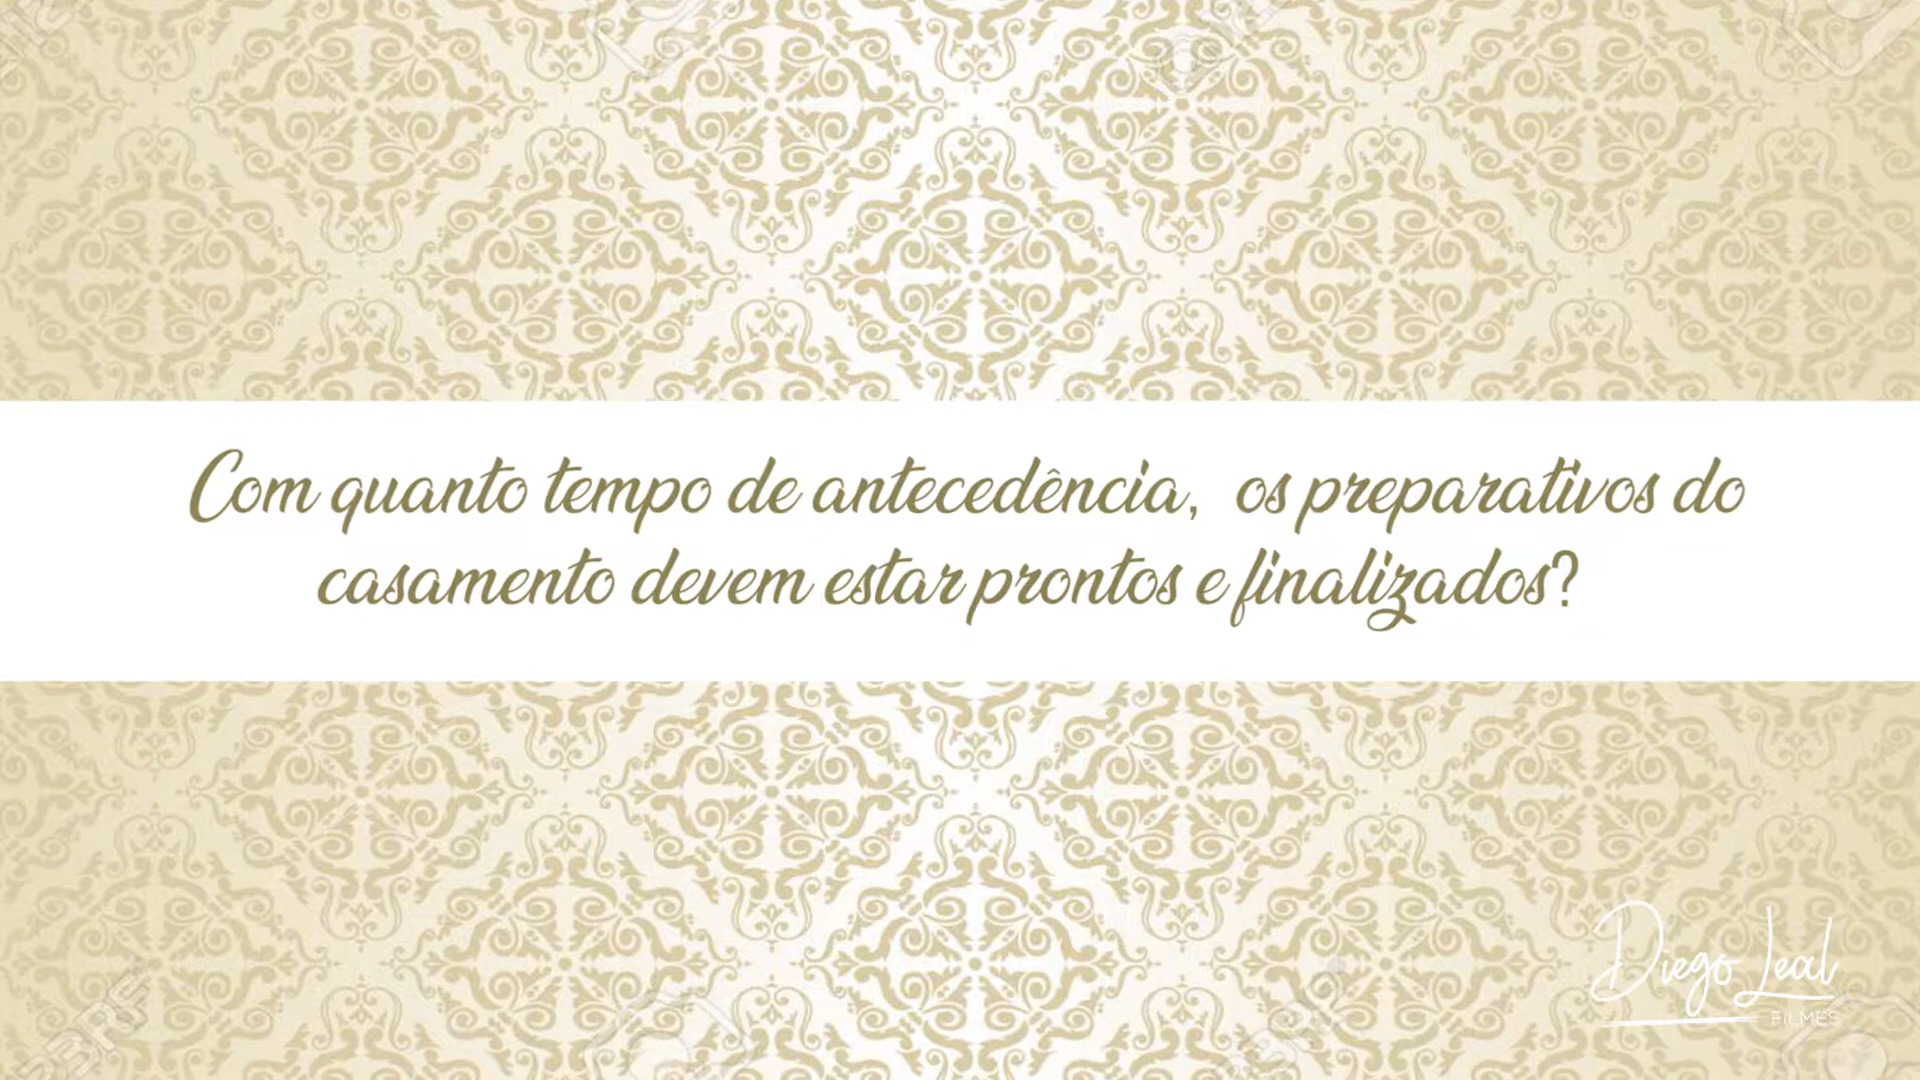 Com quanto tempo de antecedência, os preparativos do
casamento devem estar prontos e finalizados?
Diego Leal
FILMES